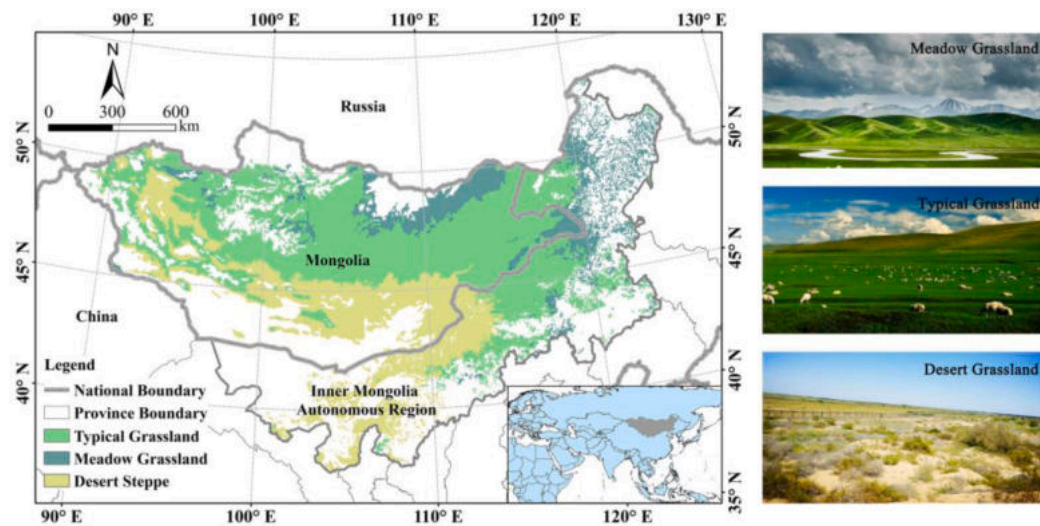 90° E 100° E 110° E 120° E 130° E
N
0 300 600
km
Russia
Mongolia
China
Inner Mongolia
Autonomous Region
Legend
National Boundary
Province Boundary
Typical Grassland
Meadow Grassland
Desert Steppe
50° N
45° N
40° N
50° N
45° N
40° N
35° N
90° E 100° E 110° E 120° E
Meadow Grassland
Typical Grassland
Desert Grassland